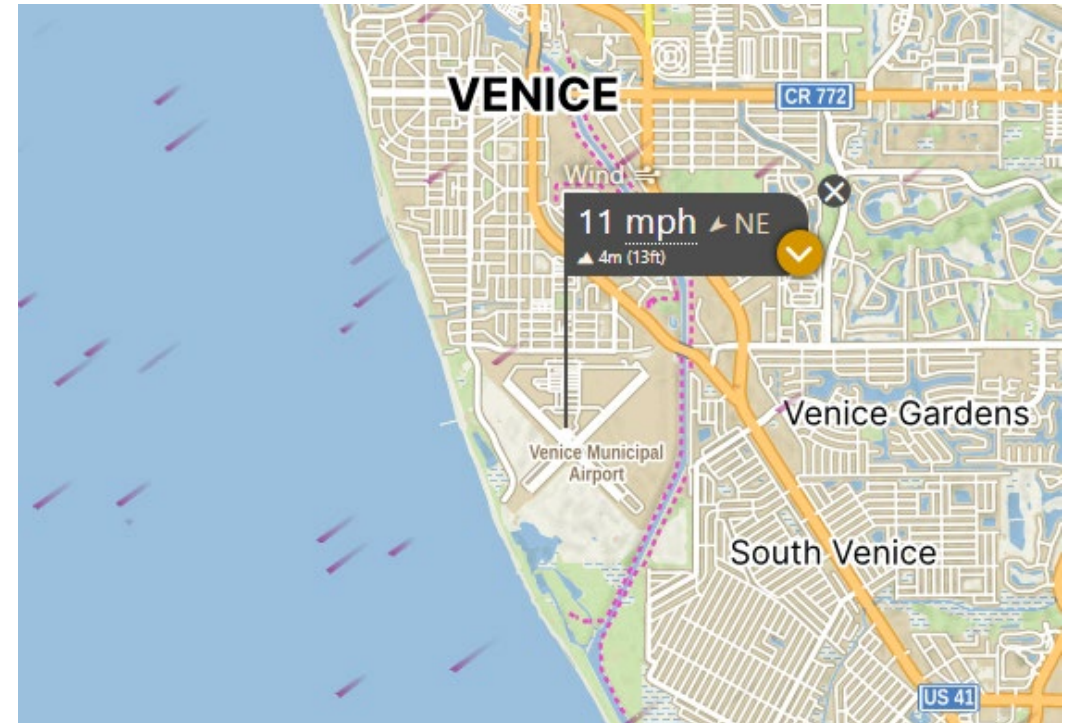 VENICE
CR 772
Wind
11 mph NE
4m (13ft)
Venice Gardens
Venice Municipal
Airport
South Venice
US 41